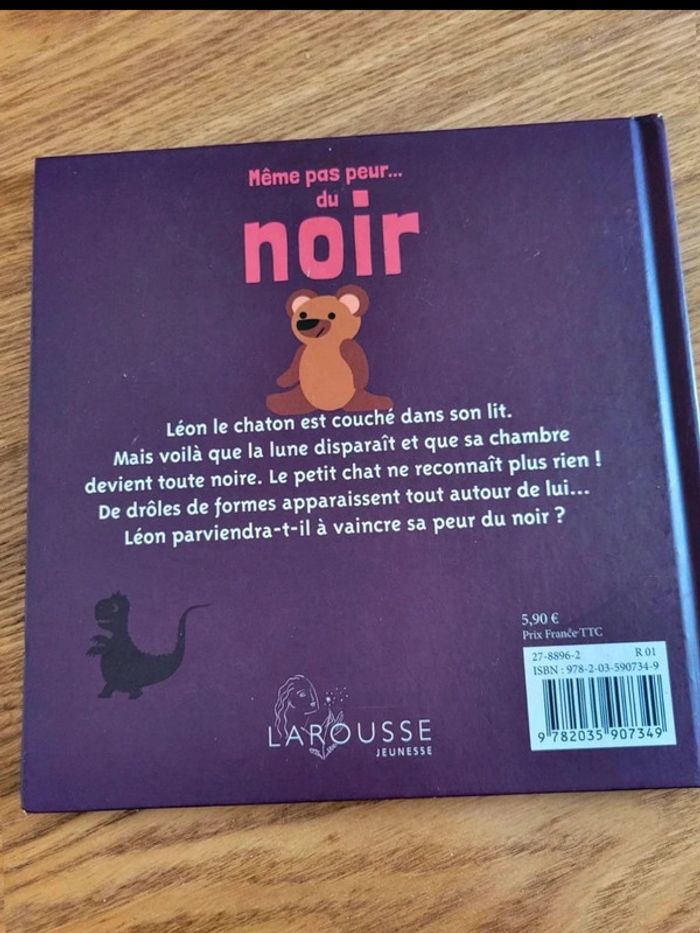 Même pas peur...
du
noir
Léon le chaton est couché dans son lit.
Mais voilà que la lune disparaît et que sa chambre
devient toute noire. Le petit chat ne reconnaît plus rien !
De drôles de formes apparaissent tout autour de lui...
Léon parviendra-t-il à vaincre sa peur du noir ?
5,90 €
Prix France TTC
27-8896-2 R 01
ISBN : 978-2-03-590734-9
9 782035 907349
LAROUSSE
JEUNESSE